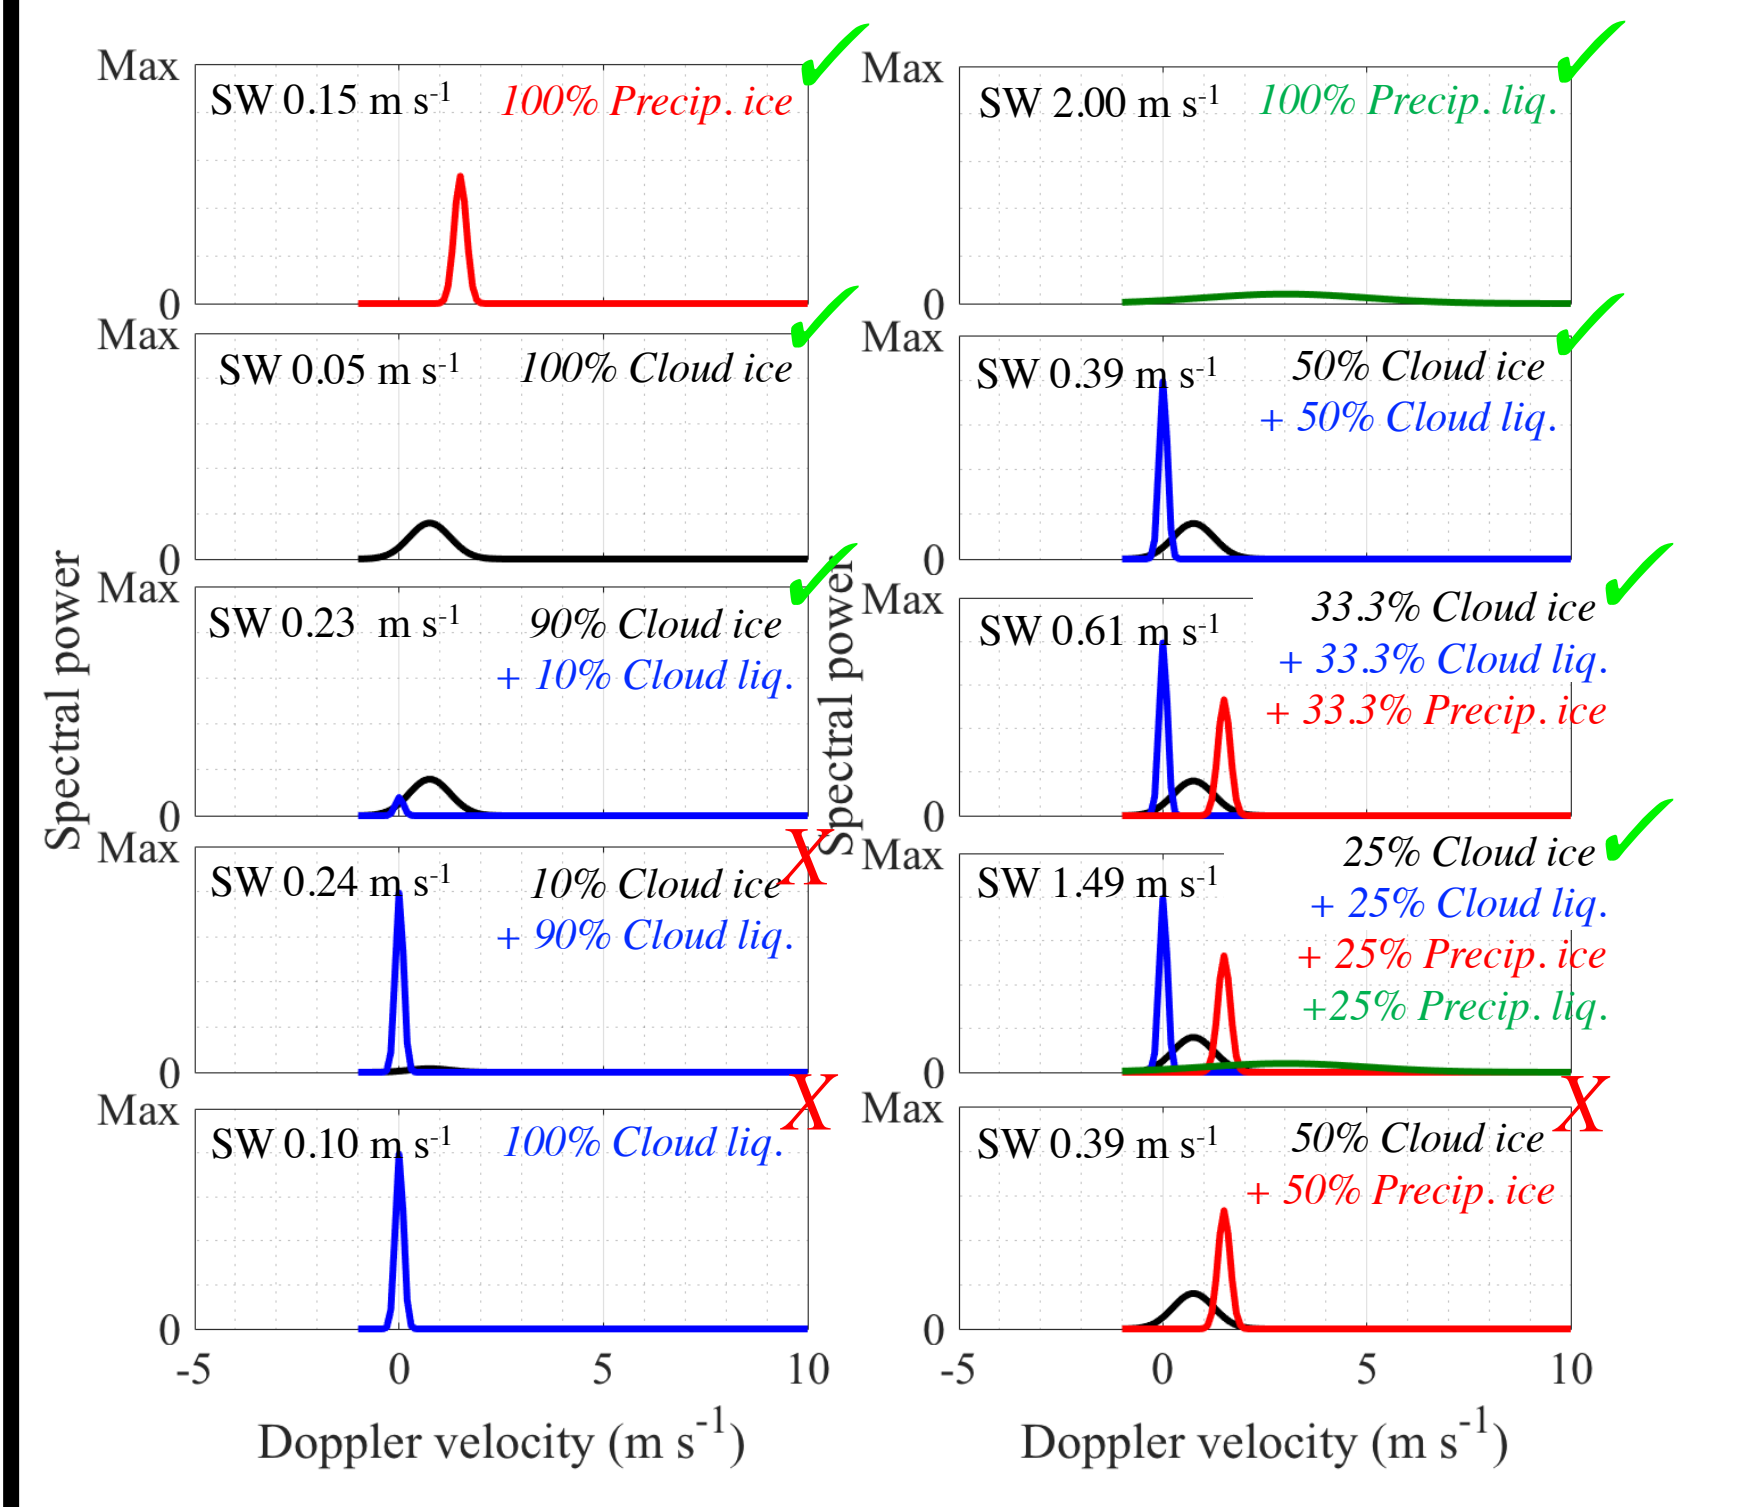 Max
SW 0.15 m s-1 100% Precip. ice
0
Max
SW 0.05 m s-1 100% Cloud ice
0
Max
SW 0.23 m s-1 90% Cloud ice
+ 10% Cloud liq.
0
Max
SW 0.24 m s-1 10% Cloud ice
+ 90% Cloud liq.
X
0
Max
SW 0.10 m s-1 100% Cloud liq.
X
0
-5 0 5 10
Doppler velocity (m s-1)
Spectral power
Max
SW 2.00 m s-1 100% Precip. liq.
0
Max
SW 0.39 m s-1 50% Cloud ice
+ 50% Cloud liq.
0
Max
SW 0.61 m s-1 33.3% Cloud ice
+ 33.3% Cloud liq.
+ 33.3% Precip. ice
0
Max
SW 1.49 m s-1 25% Cloud ice
+ 25% Cloud liq.
+ 25% Precip. ice
+25% Precip. liq.
0
Max
SW 0.39 m s-1 50% Cloud ice
+ 50% Precip. ice
X
0
-5 0 5 10
Doppler velocity (m s-1)
Spectral power